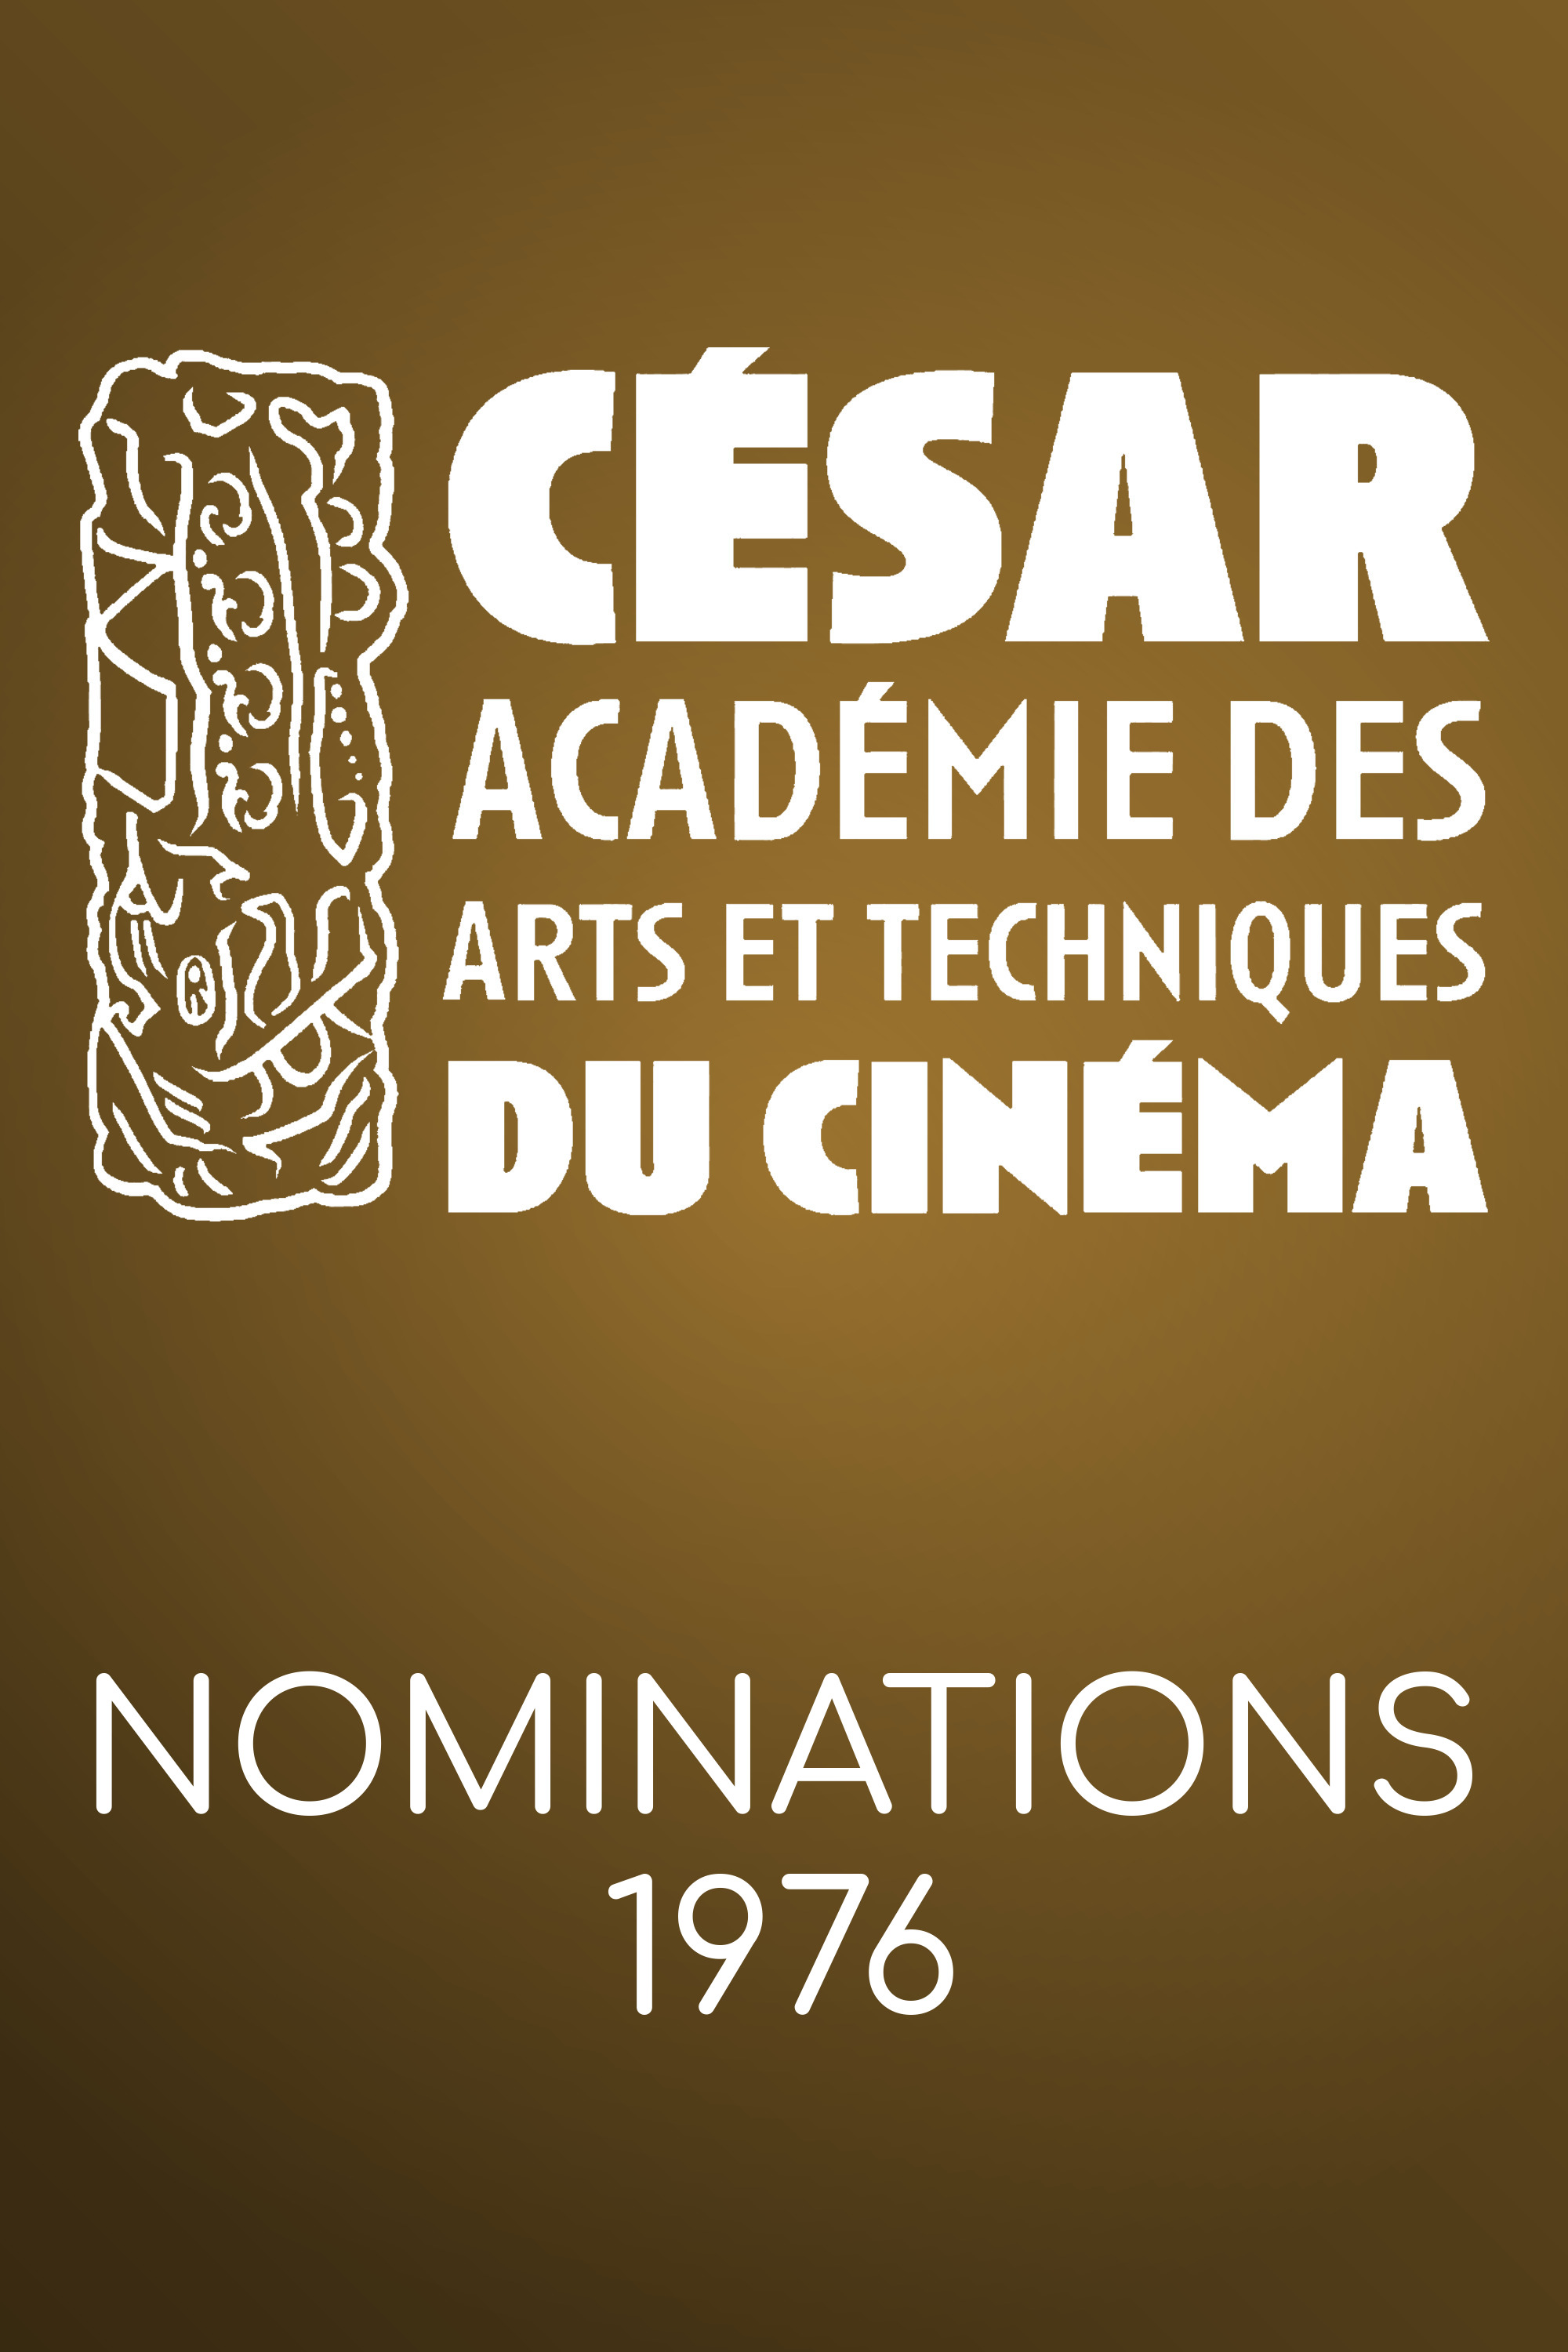 CÉSAR
ACADÉMIE DES
ARTS ET TECHNIQUES
DU CINÉMA
NOMINATIONS
1976